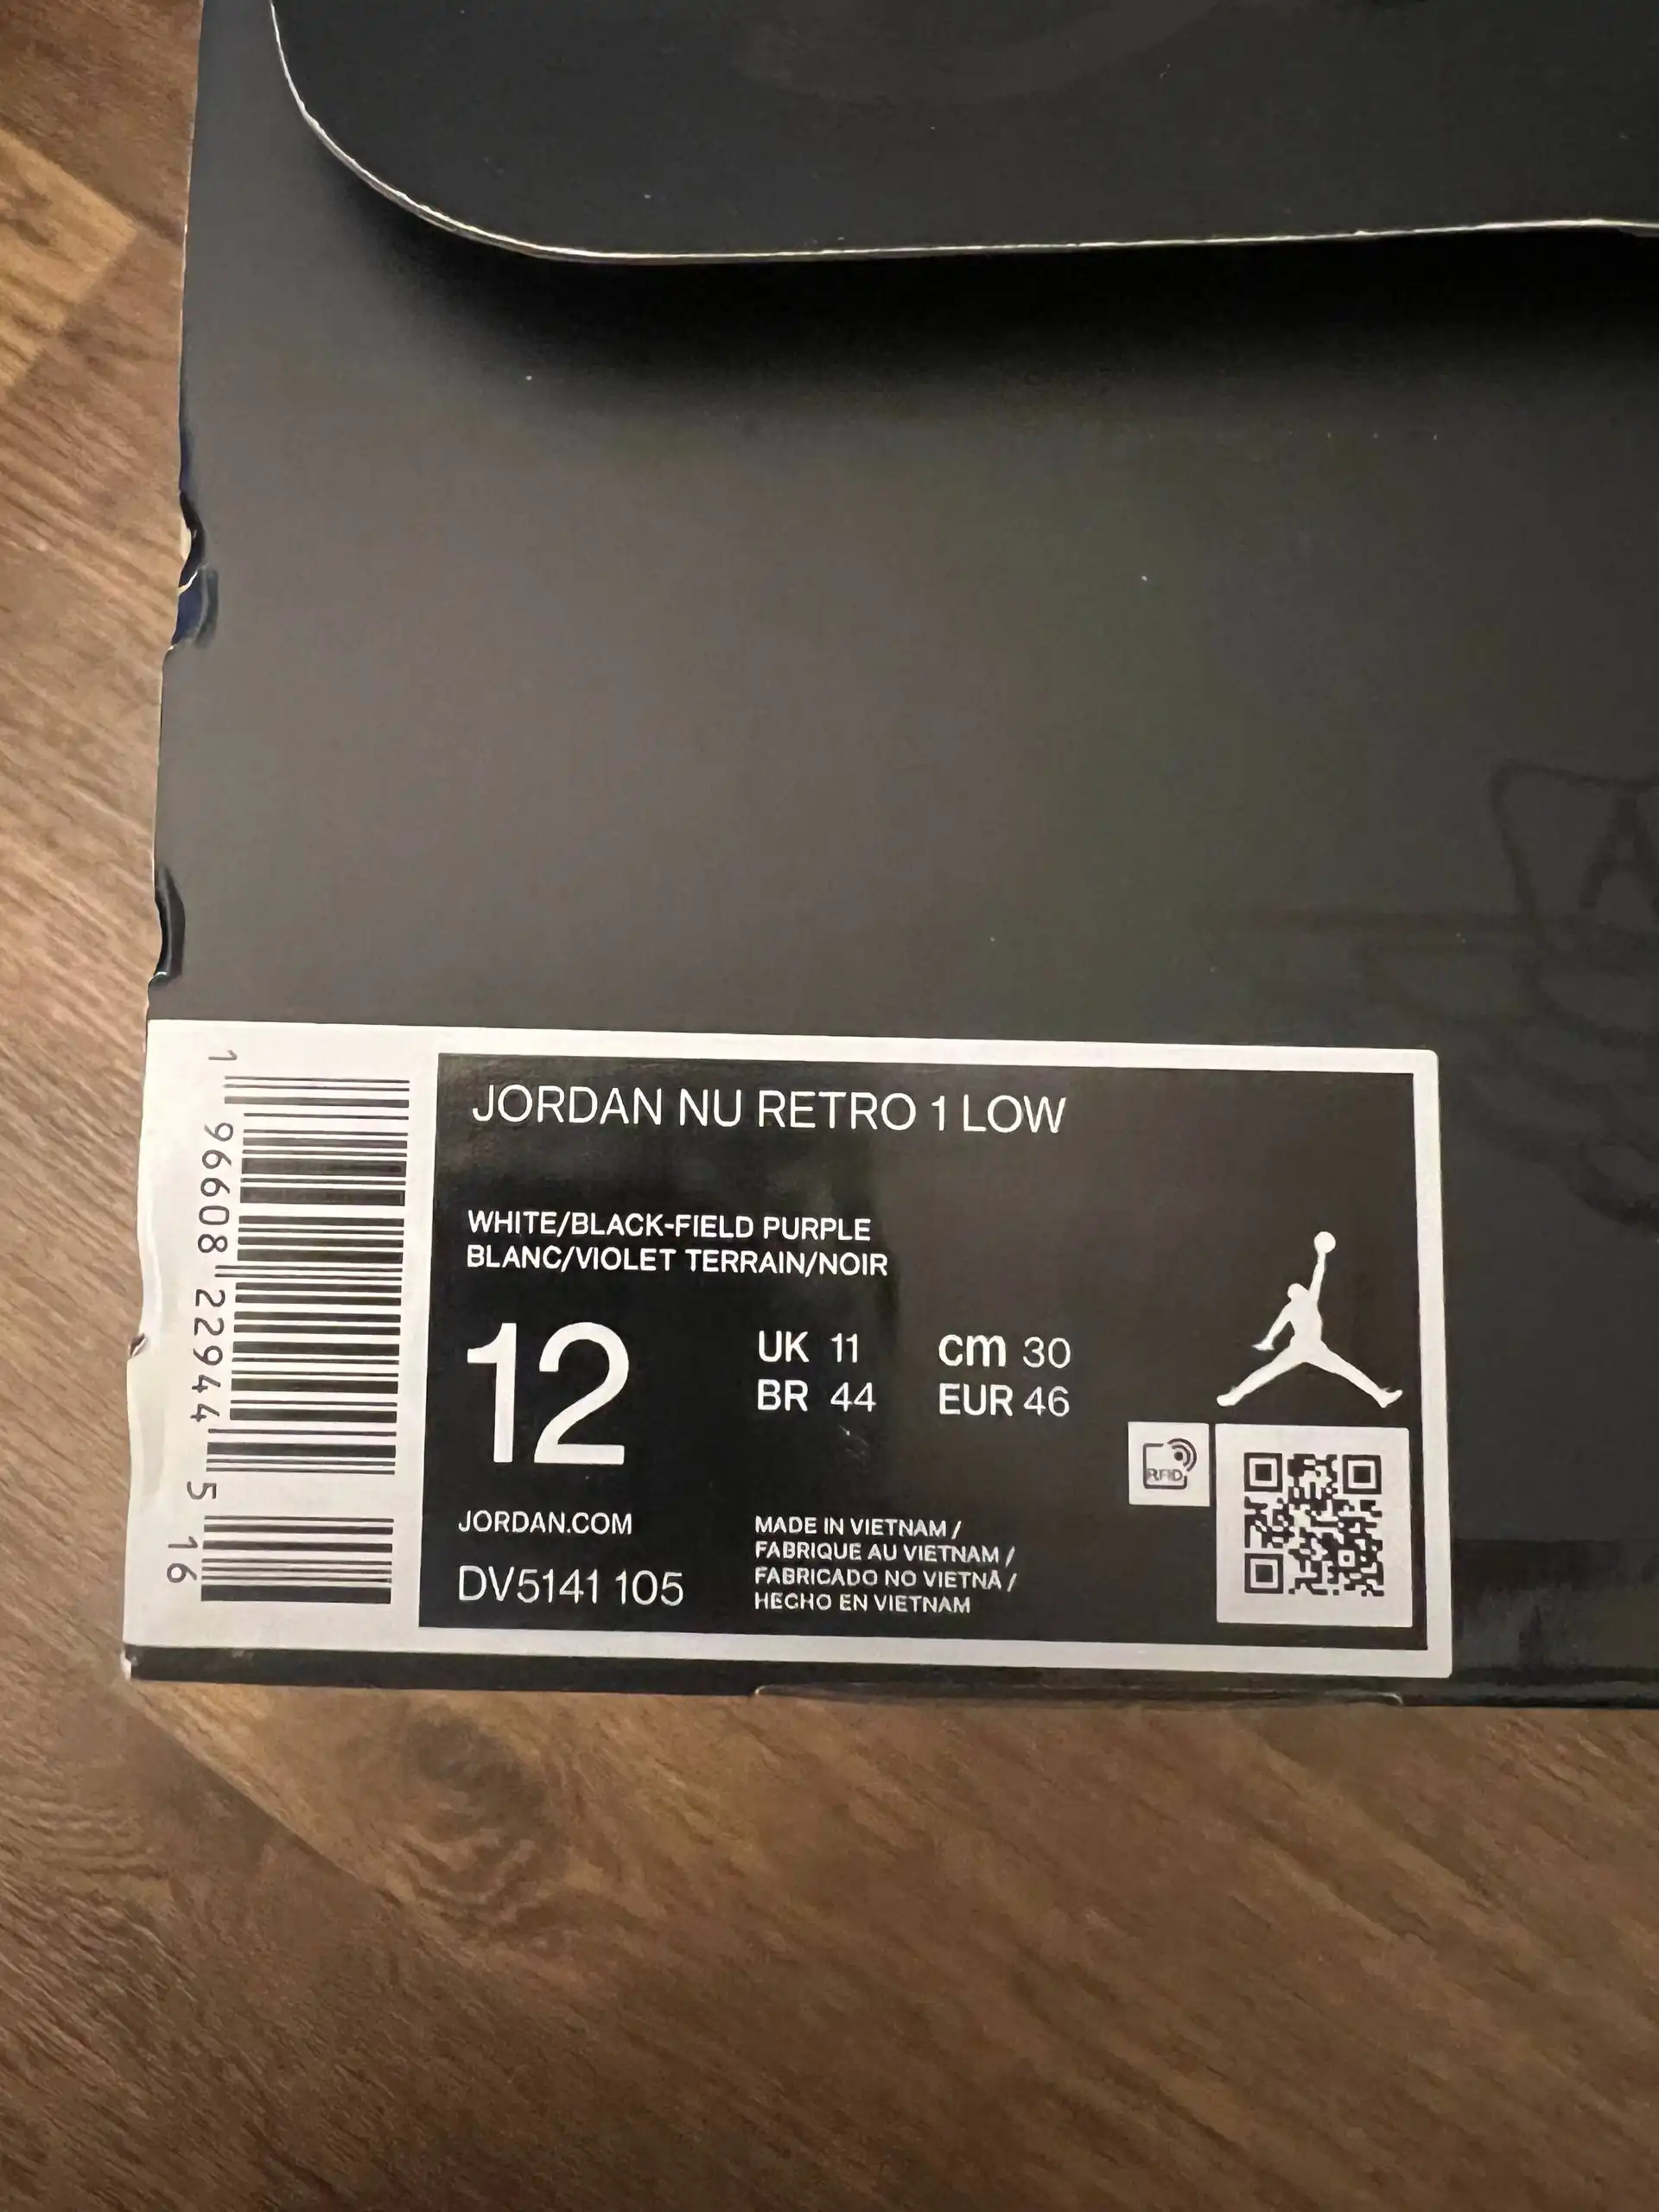 JORDAN NU RETRO 1 LOW
WHITE/BLACK-FIELD PURPLE
BLANC/VIOLET TERRAIN/NOIR
12
UK 11
cm 30
BR 44
EUR 46
RFID
JORDAN.COM
DV5141 105
MADE IN VIETNAM /
FABRIQUE AU VIETNAM /
FABRICADO NO VIETNÃ /
HECHO EN VIETNAM
1 96608 22944 5 16